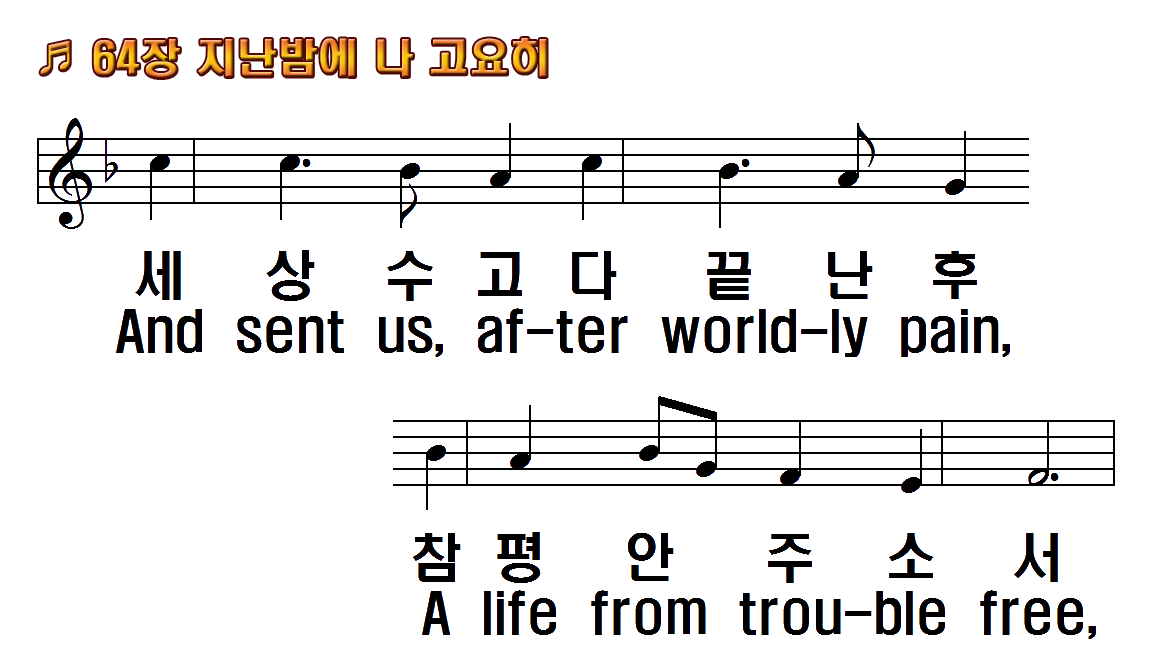 64장 지난밤에 나 고요히
세 상 수 고 다 끝 난 후
And sent us, af-ter world-ly pain,
참 평 안 주 소 서
A life from trou-ble free,